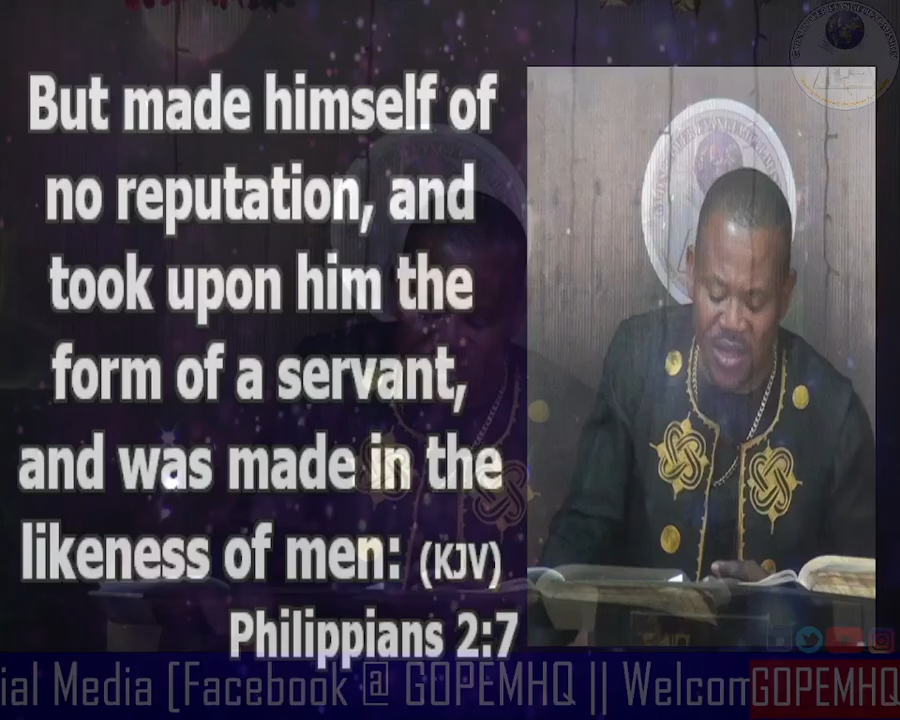 But made himself of
no reputation, and
took upon him the
form of a servant,
and was made in the
likeness of men: (KJV)
Philippians 2:7
ial Media [Facebook @ GOPEMHQ || Welcom
GOPEMHQ